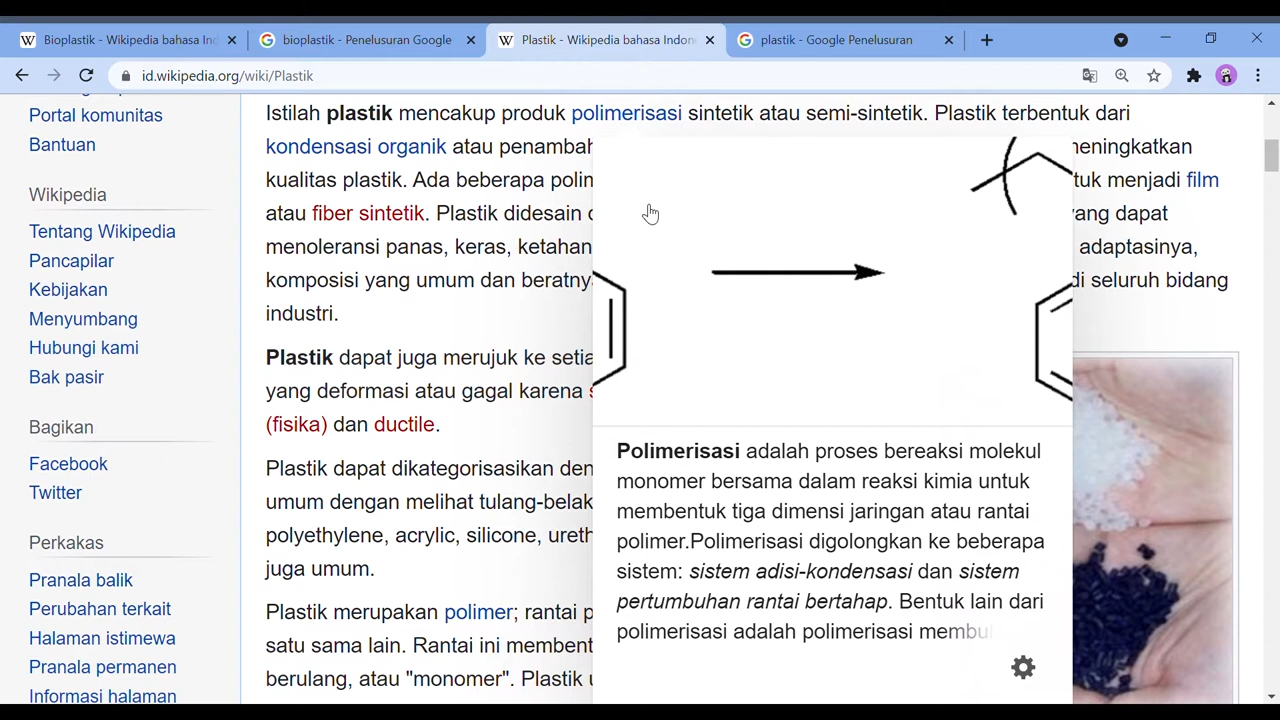 Bioplastik - Wikipedia bahasa Ind
bioplastik - Penelusuran Google
Plastik - Wikipedia bahasa Indon
plastik - Google Penelusuran
id.wikipedia.org/wiki/Plastik
Portal komunitas
Bantuan
Wikipedia
Tentang Wikipedia
Pancapilar
Kebijakan
Menyumbang
Hubungi kami
Bak pasir
Bagikan
Facebook
Twitter
Perkakas
Pranala balik
Perubahan terkait
Halaman istimewa
Pranala permanen
Informasi halaman
Istilah plastik mencakup produk polimerisasi sintetik atau semi-sintetik. Plastik terbentuk dari
kondensasi organik atau penambah meningkatkan
kualitas plastik. Ada beberapa polim tuk menjadi film
atau fiber sintetik. Plastik didesain yang dapat
menoleransi panas, keras, ketahan adaptasinya,
komposisi yang umum dan beratny di seluruh bidang
industri.
Plastik dapat juga merujuk ke setia
yang deformasi atau gagal karena
(fisika) dan ductile.
Plastik dapat dikategorisasikan den
umum dengan melihat tulang-belak
polyethylene, acrylic, silicone, ureth
juga umum.
Plastik merupakan polimer; rantai p
satu sama lain. Rantai ini membent
berulang, atau "monomer". Plastik
Polimerisasi adalah proses bereaksi molekul
monomer bersama dalam reaksi kimia untuk
membentuk tiga dimensi jaringan atau rantai
polimer.Polimerisasi digolongkan ke beberapa
sistem: sistem adisi-kondensasi dan sistem
pertumbuhan rantai bertahap. Bentuk lain dari
polimerisasi adalah polimerisasi membu